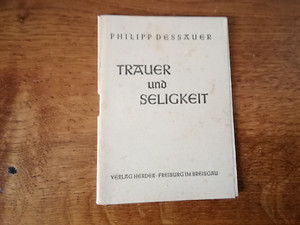 PHILIPP DESSAUER
TRAUER
und
SELIGKEIT
VERLAG HERDER · FREIBURG IM BREISGAU